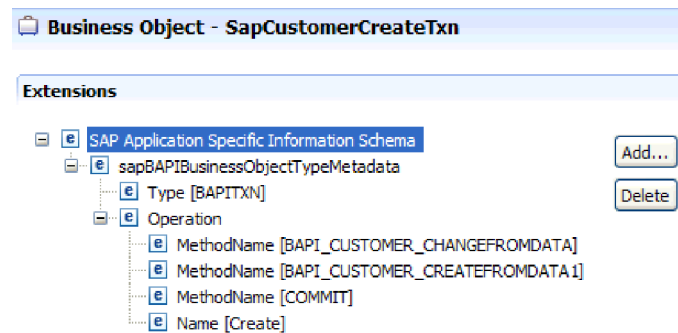 Business Object - SapCustomerCreateTxn
Extensions
SAP Application Specific Information Schema
sapBAPIBusinessObjectTypeMetadata
Type [BAPITXN]
Operation
MethodName [BAPI_CUSTOMER_CHANGEFROMDATA]
MethodName [BAPI_CUSTOMER_CREATEFROMDATA1]
MethodName [COMMIT]
Name [Create]
Add...
Delete